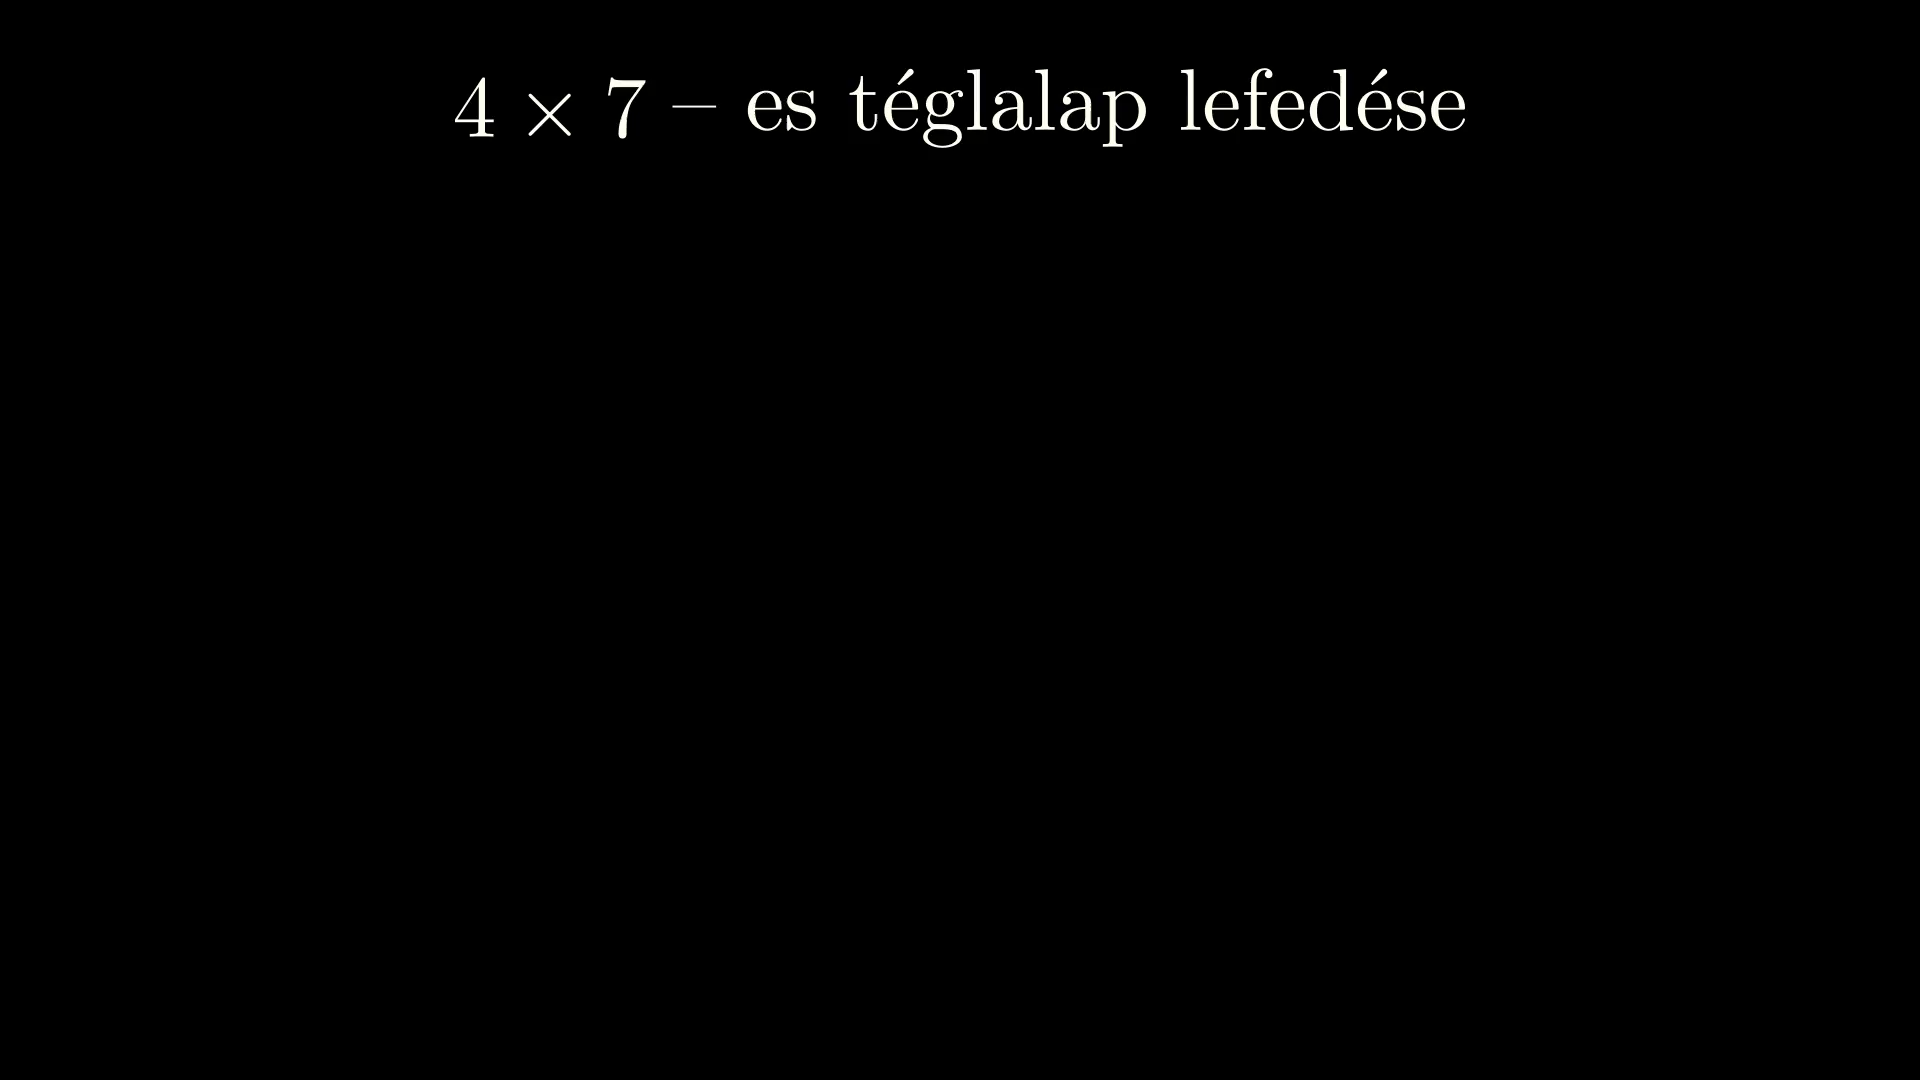 4 × 7 – es téglalap lefedése